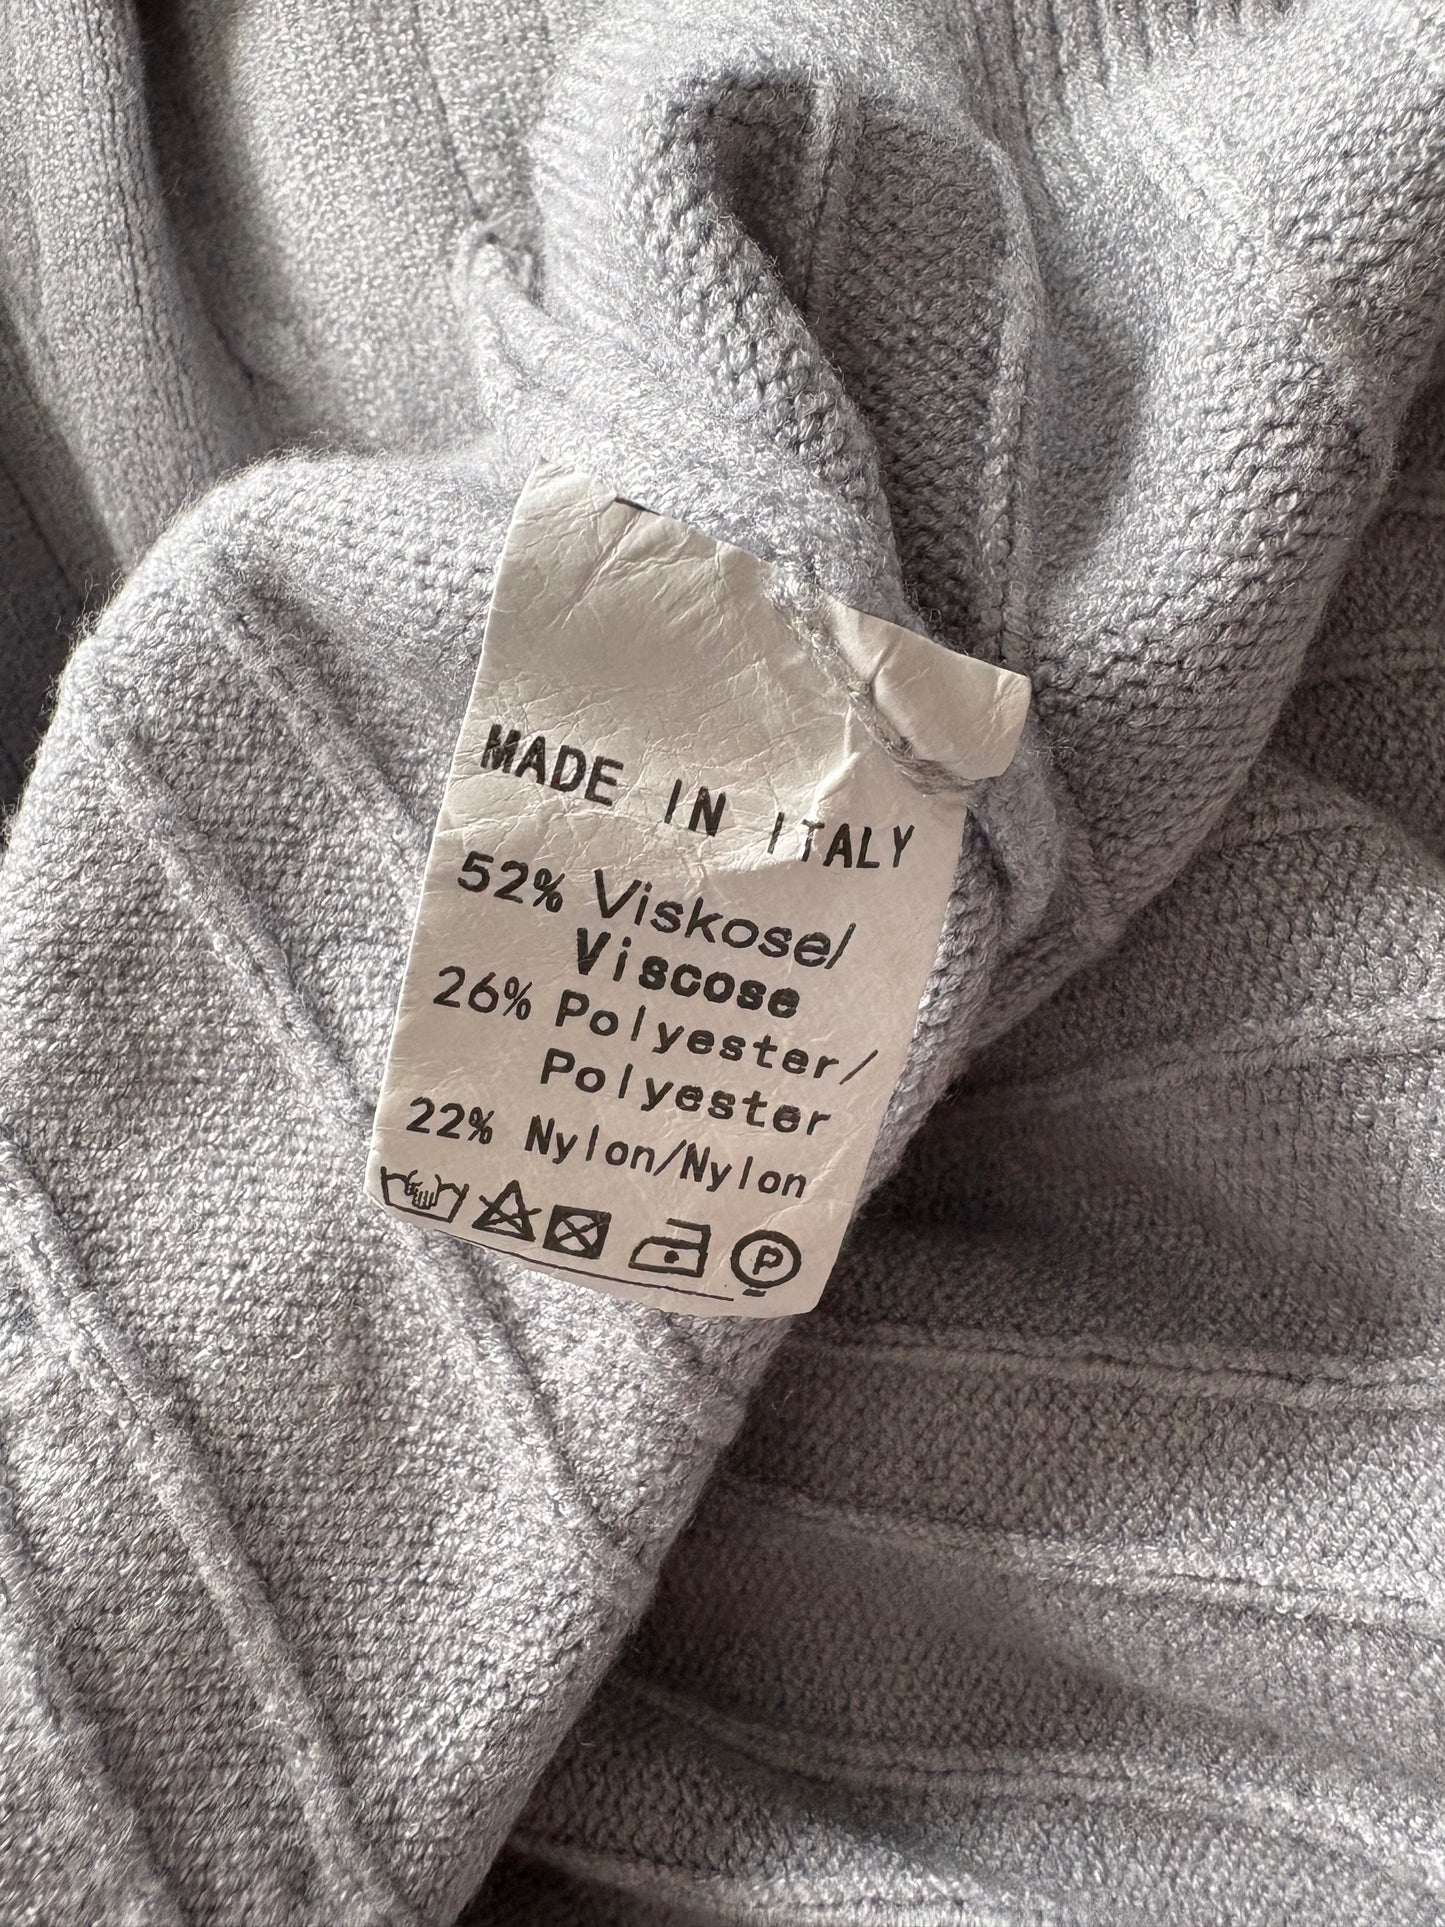 MADE IN ITALY
52% Viskose/
Viscose
26% Polyester/
Polyester
22% Nylon/Nylon
P